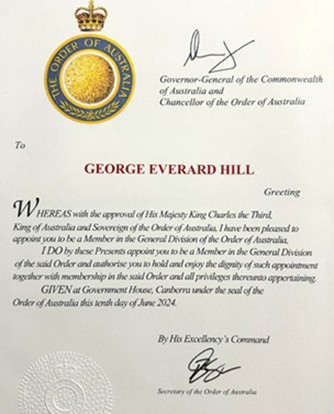 THE ORDER OF AUSTRALIA
Governor-General of the Commonwealth
of Australia and
Chancellor of the Order of Australia
To
GEORGE EVERARD HILL
Greeting
WHEREAS with the approval of His Majesty King Charles the Third,
King of Australia and Sovereign of the Order of Australia, I have been pleased to
appoint you to be a Member in the General Division of the Order of Australia,
I DO by these Presents appoint you to be a Member in the General Division
of the said Order and authorise you to hold and enjoy the dignity of such appointment
together with membership in the said Order and all privileges thereunto appertaining.
GIVEN at Government House, Canberra under the seal of the
Order of Australia this tenth day of June 2024.
By His Excellency's Command
Secretary of the Order of Australia